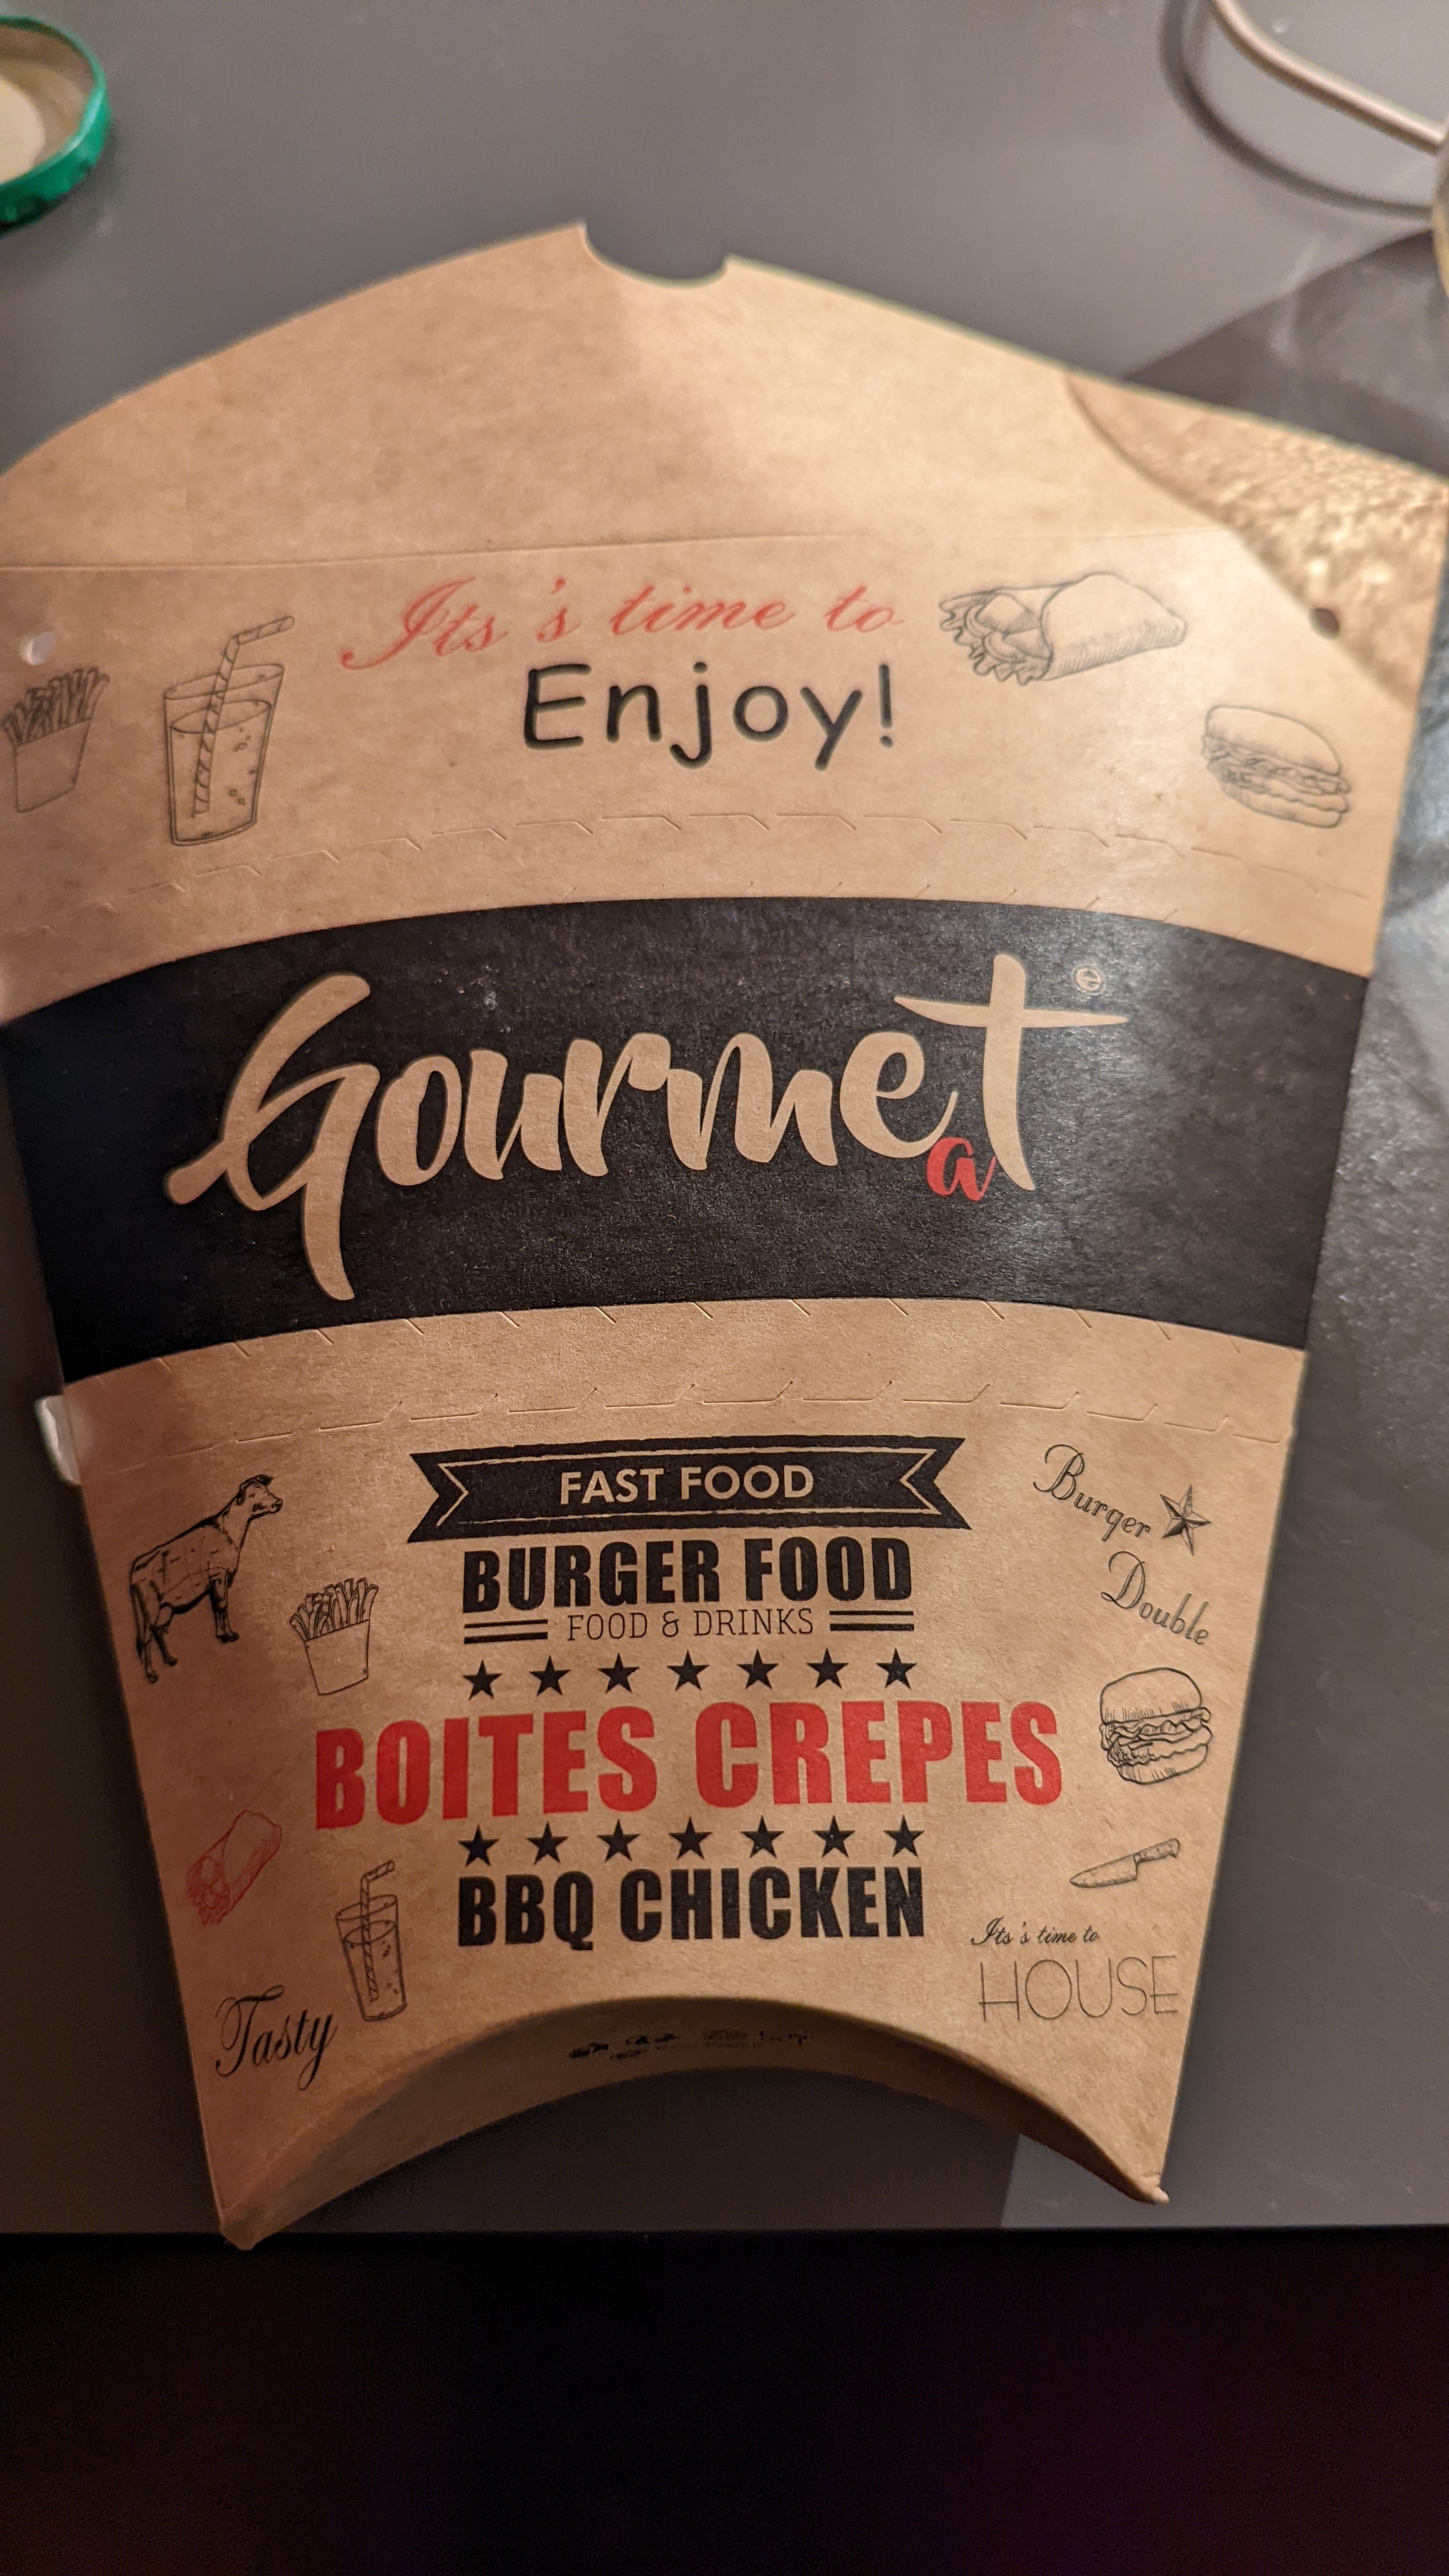 Its's time to
Enjoy!
Gourmet
a
FAST FOOD
BURGER FOOD
FOOD & DRINKS
BOITES CREPES
BBQ CHICKEN
Burger
Double
Its's time to
HOUSE
Tasty